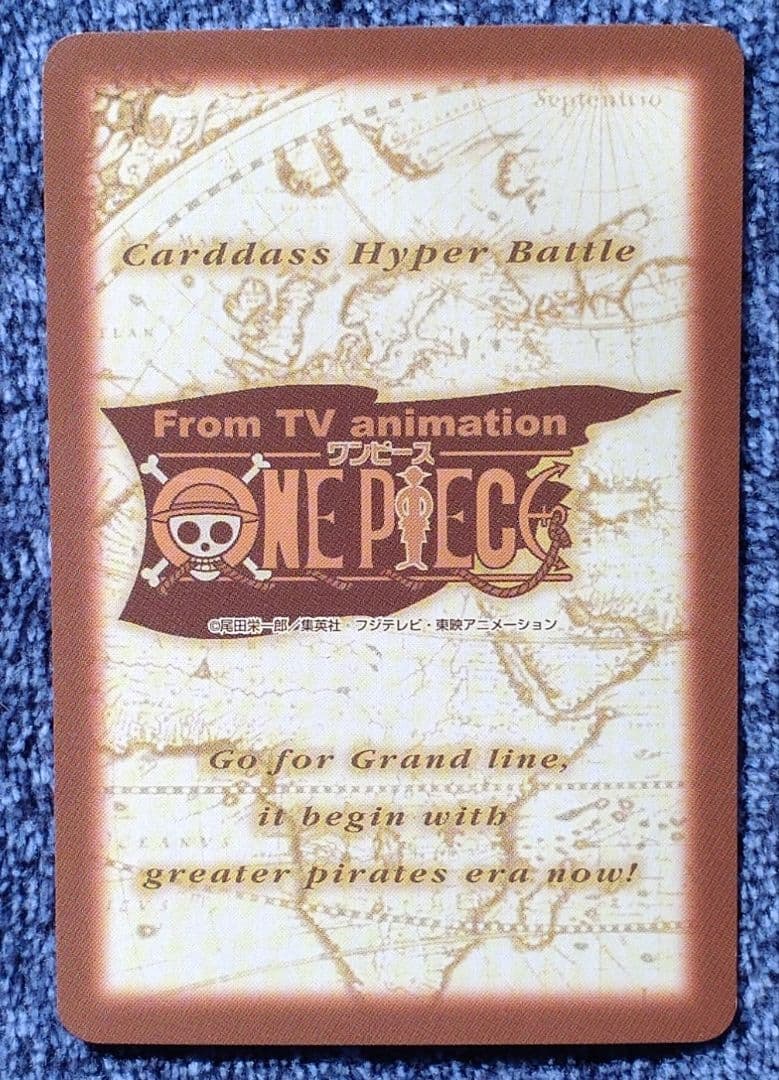 Septentrio
Carddass Hyper Battle
From TV animation
ワンピース
ONE PIECE
©尾田栄一郎／集英社・フジテレビ・東映アニメーション
Go for Grand line,
it begin with
greater pirates era now!